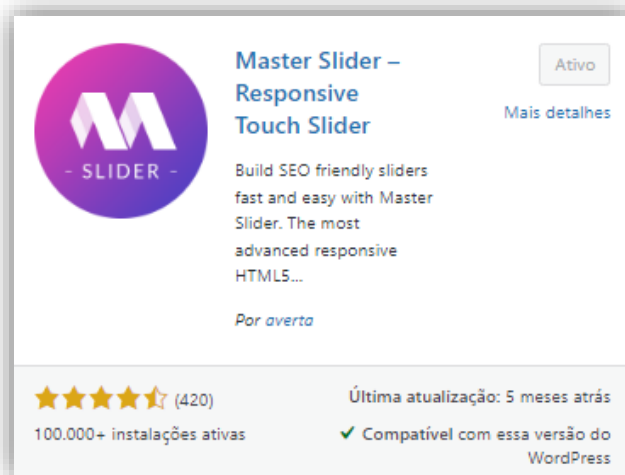 - SLIDER -
Master Slider –
Responsive
Touch Slider
Build SEO friendly sliders
fast and easy with Master
Slider. The most
advanced responsive
HTML5...
Por averta
Ativo
Mais detalhes
(420)
100.000+ instalações ativas
Última atualização: 5 meses atrás
✔ Compatível com essa versão do
WordPress